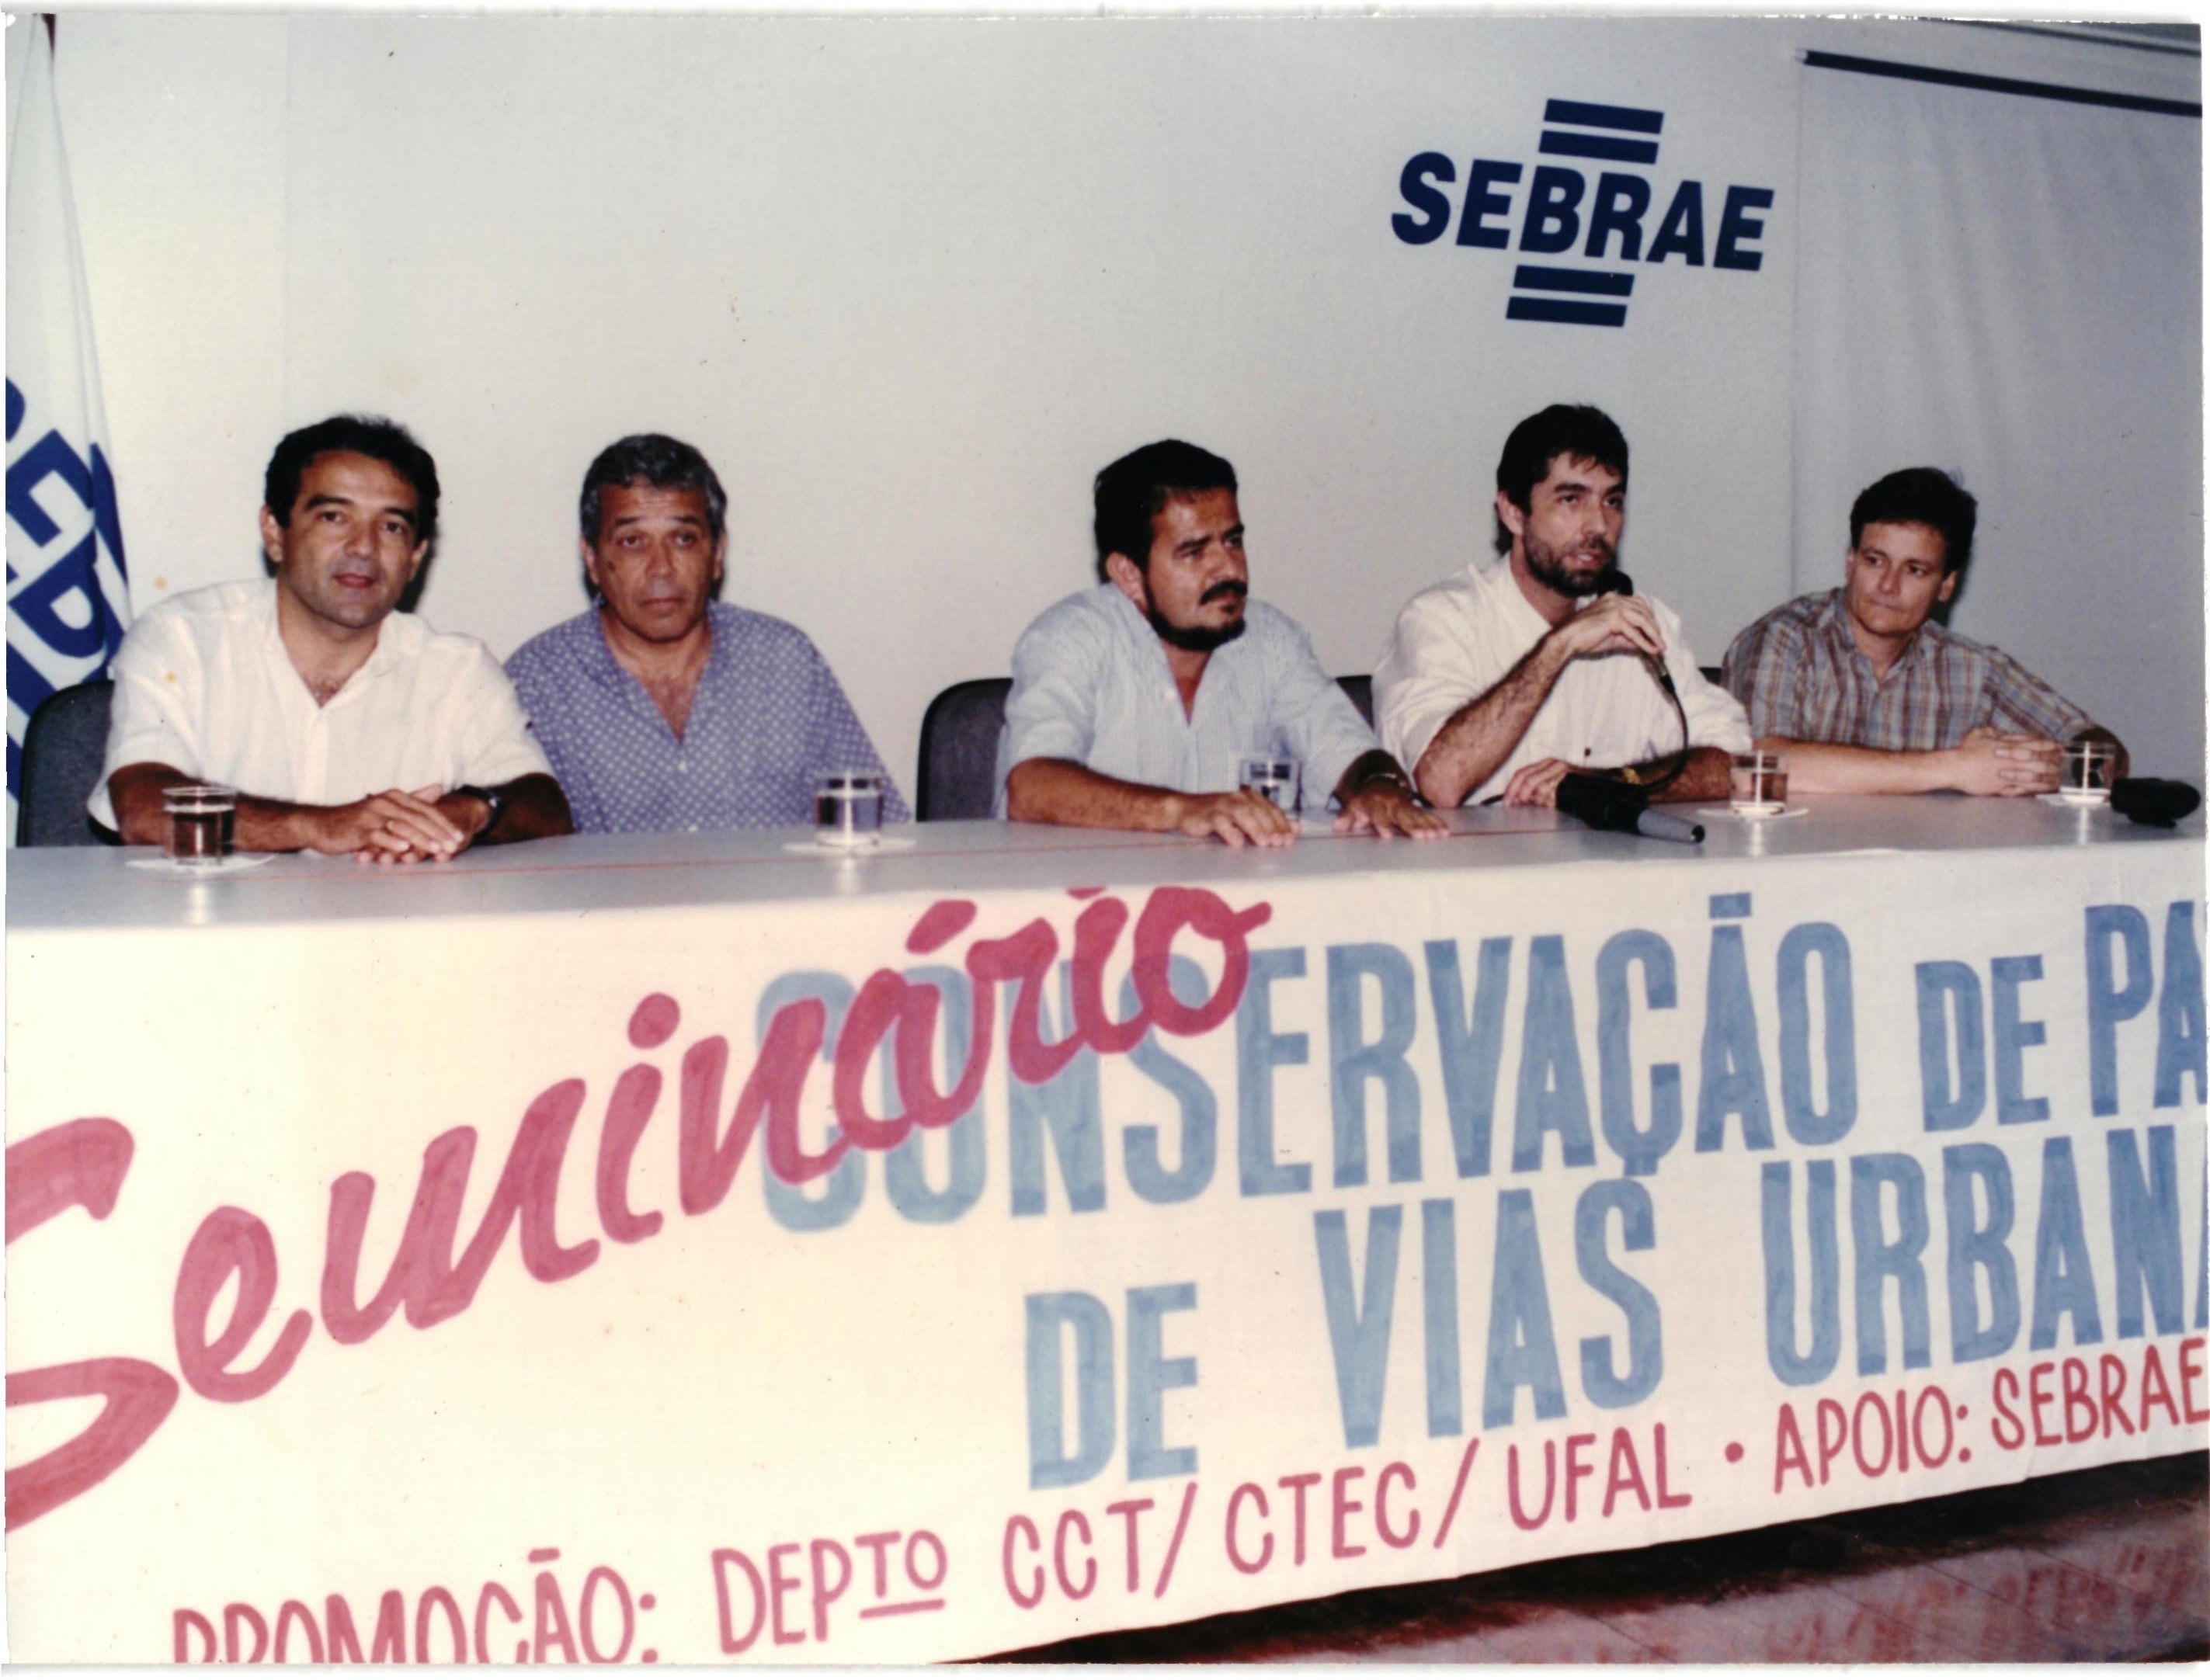 SEBRAE
Seminário
CONSERVAÇÃO DE PA
DE VIAS URBANA
PROMOÇÃO: DEPTO CCT/CTEC/UFAL • APOIO: SEBRAE